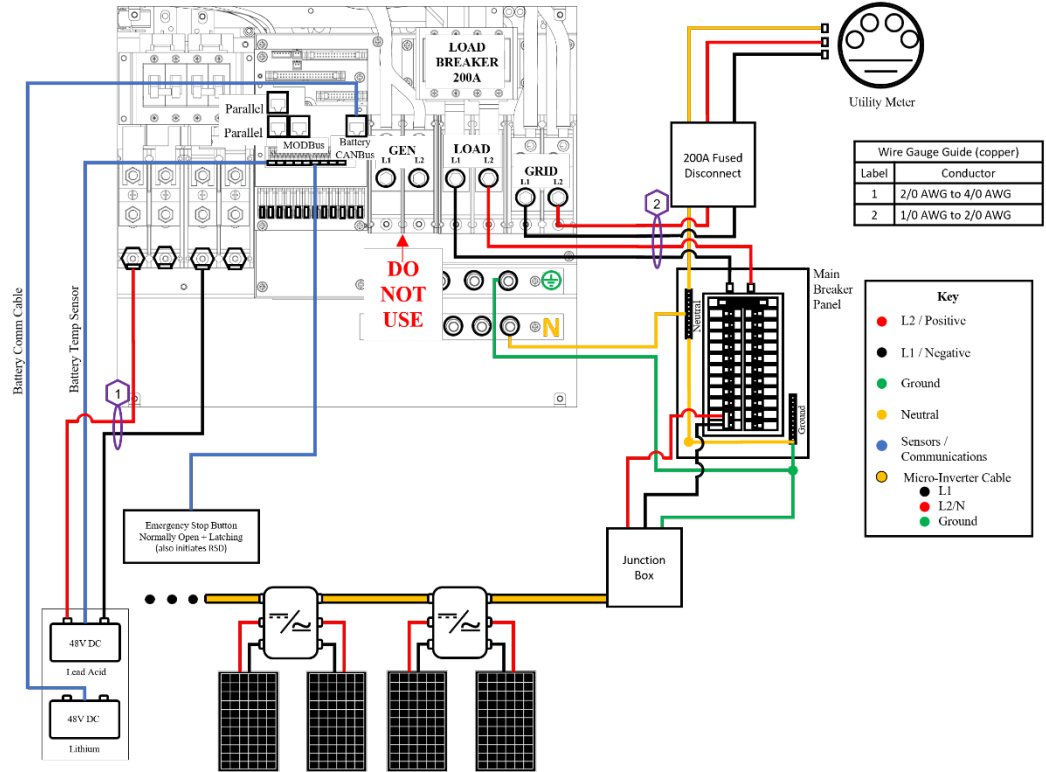 LOAD
BREAKER
200A
Parallel
Parallel
MODBus
Battery
CANBus
GEN
L1
L2
LOAD
L1
L2
GRID
L1
L2
DO
NOT
USE
N
Utility Meter
200A Fused
Disconnect
2
Wire Gauge Guide (copper)
Label Conductor
1 2/0 AWG to 4/0 AWG
2 1/0 AWG to 2/0 AWG
Main
Breaker
Panel
Neutral
Ground
Key
L2 / Positive
L1 / Negative
Ground
Neutral
Sensors /
Communications
Micro-Inverter Cable
L1
L2/N
Ground
Battery Comm Cable
Battery Temp Sensor
1
Emergency Stop Button
Normally Open + Latching
(also initiates RSD)
Junction
Box
48V DC
Lead Acid
48V DC
Lithium